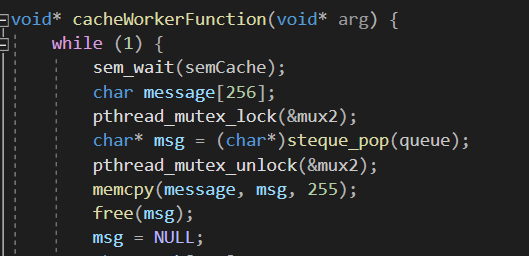 void* cacheWorkerFunction(void* arg) {
while (1) {
sem_wait(semCache);
char message[256];
pthread_mutex_lock(&mux2);
char* msg = (char*)steque_pop(queue);
pthread_mutex_unlock(&mux2);
memcpy(message, msg, 255);
free(msg);
msg = NULL;